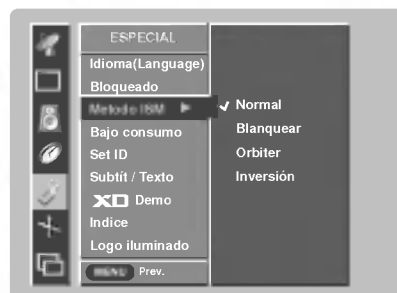 ESPECIAL
Idioma(Language)
Bloqueado
Metodo ISM
Normal
Bajo consumo
Blanquear
Set ID
Orbiter
Subtít / Texto
Inversión
XD Demo
Indice
Logo iluminado
MENU Prev.